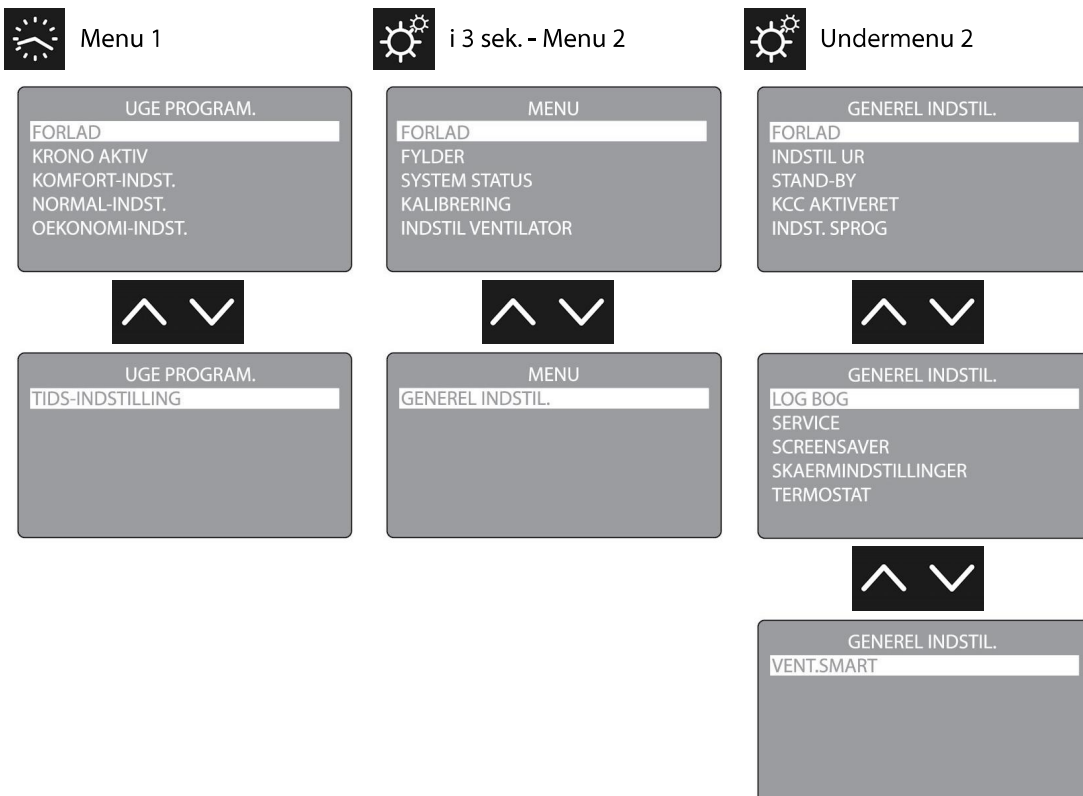 Menu 1
UGE PROGRAM.
FORLAD
KRONO AKTIV
KOMFORT-INDST.
NORMAL-INDST.
OEKONOMI-INDST.
UGE PROGRAM.
TIDS-INDSTILLING
i 3 sek. - Menu 2
MENU
FORLAD
FYLDER
SYSTEM STATUS
KALIBRERING
INDSTIL VENTILATOR
MENU
GENEREL INDSTIL.
Undermenu 2
GENEREL INDSTIL.
FORLAD
INDSTIL UR
STAND-BY
KCC AKTIVERET
INDST. SPROG
GENEREL INDSTIL.
LOG BOG
SERVICE
SCREENSAVER
SKAERMINDSTILLINGER
TERMOSTAT
GENEREL INDSTIL.
VENT.SMART